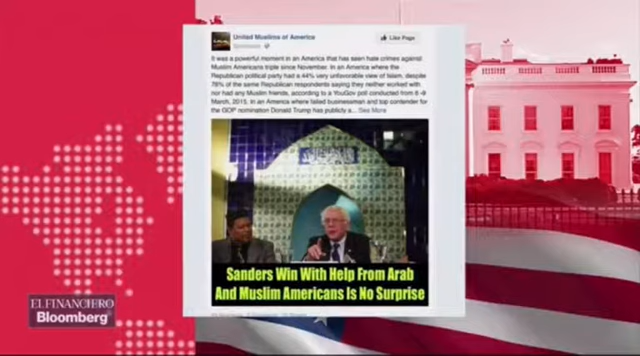 United Muslims of America
Like Page
It was a powerful moment in an America that has seen hate crimes against
Muslim Americans triple since November. In an America where the
Republican political party had a 44% very unfavorable view of Islam, despite
78% of the same Republican respondents saying they neither worked with
nor had any Muslim friends, according to a YouGov poll conducted from 6
March, 2015. In an America where failed businessman and top contender for
the GOP nomination Donald Trump has publicly s... See More
Sanders Win With Help From Arab
And Muslim Americans Is No Surprise
EL FINANCIERO
Bloomberg